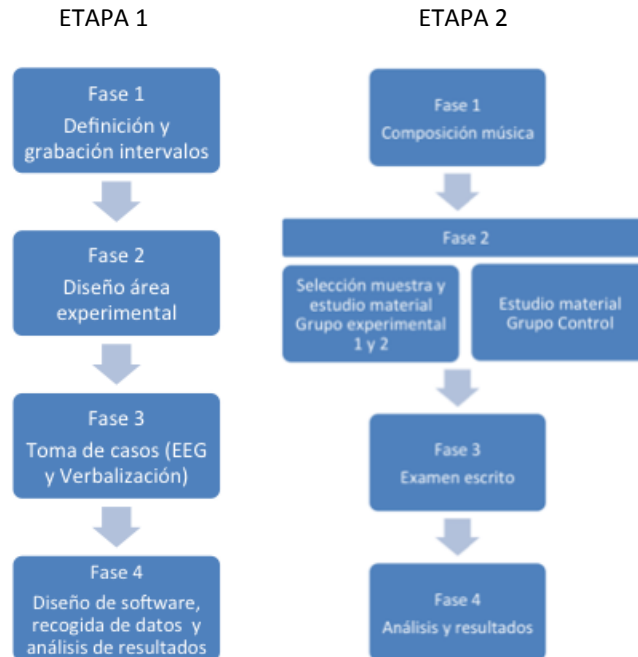 ETAPA 1
Fase 1
Definición y
grabación intervalos
Fase 2
Diseño área
experimental
Fase 3
Toma de casos (EEG
y Verbalización)
Fase 4
Diseño de software,
recogida de datos y
análisis de resultados
ETAPA 2
Fase 1
Composición música
Fase 2
Selección muestra y
estudio material
Grupo experimental
1 y 2
Estudio material
Grupo Control
Fase 3
Examen escrito
Fase 4
Análisis y resultados